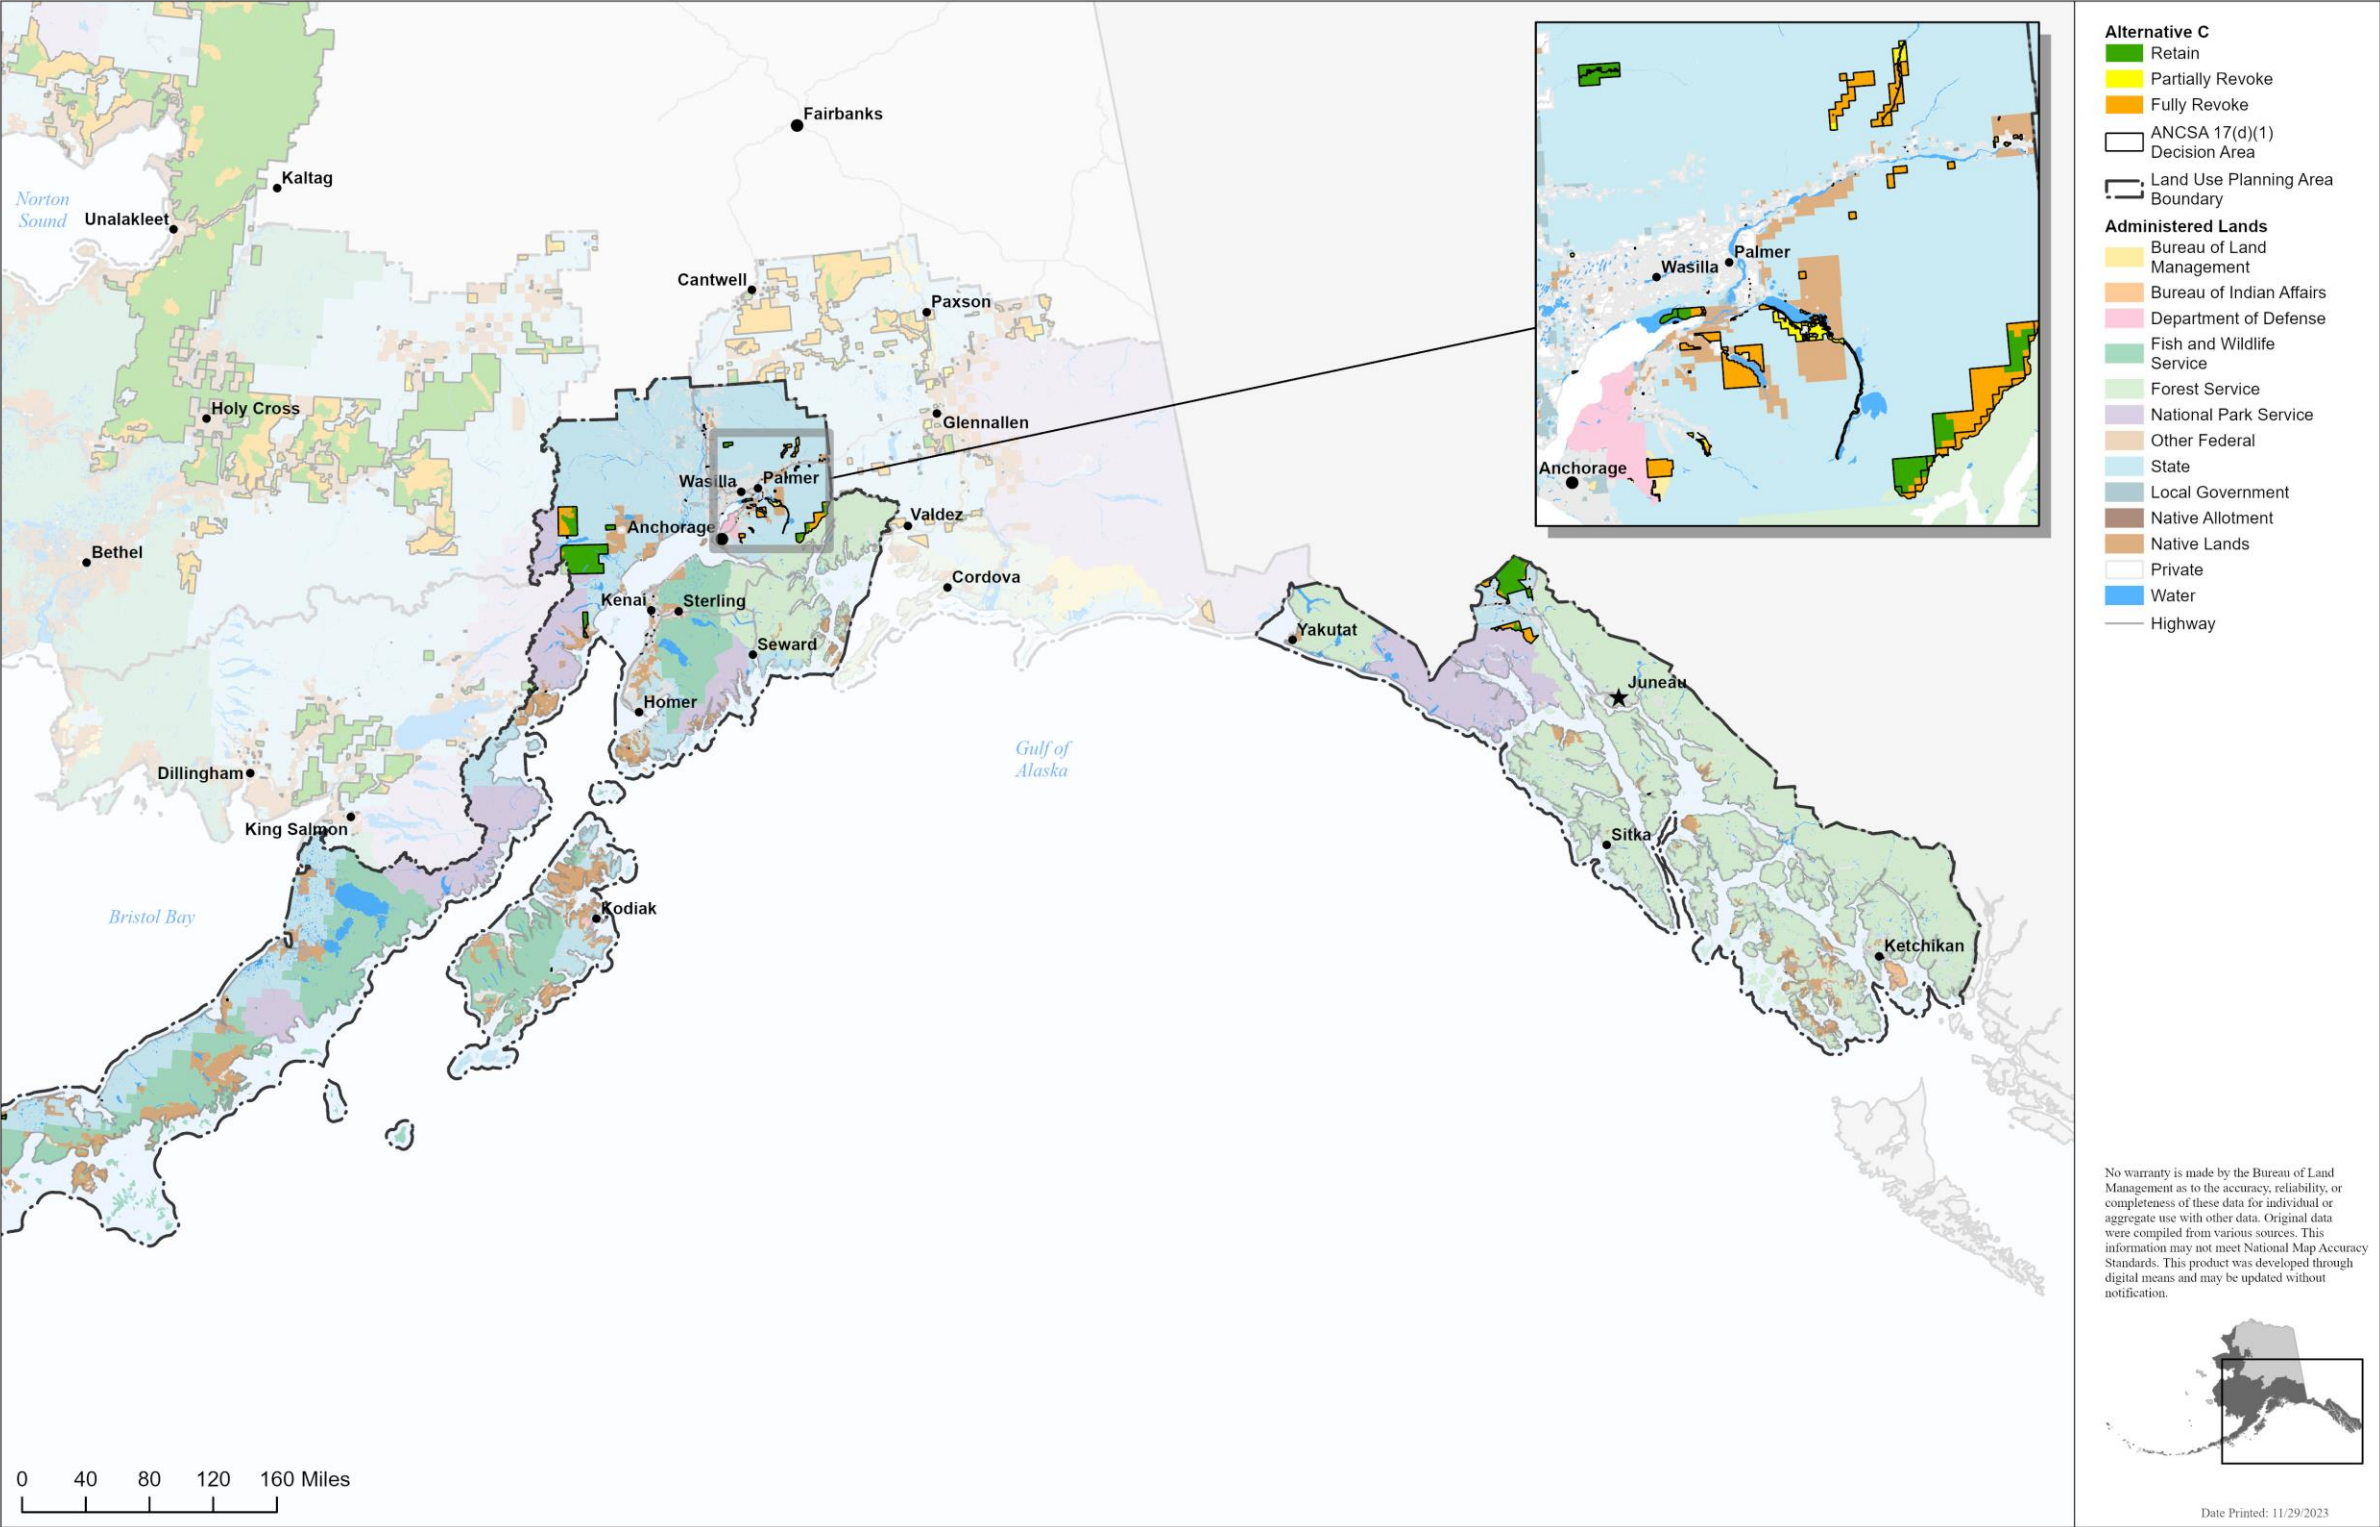 Fairbanks
Kaltag
Norton
Sound
Unalakleet
Cantwell
Paxson
Holy Cross
Glennallen
Wasilla
Palmer
Anchorage
Valdez
Bethel
Cordova
Kenai
Sterling
Seward
Homer
Dillingham
King Salmon
Kodiak
Bristol Bay
Gulf of
Alaska
Yakutat
Juneau
Sitka
Ketchikan
Palmer
Wasilla
Anchorage
0 40 80 120 160 Miles
Alternative C
Retain
Partially Revoke
Fully Revoke
ANCSA 17(d)(1)
Decision Area
Land Use Planning Area
Boundary
Administered Lands
Bureau of Land
Management
Bureau of Indian Affairs
Department of Defense
Fish and Wildlife
Service
Forest Service
National Park Service
Other Federal
State
Local Government
Native Allotment
Native Lands
Private
Water
Highway
No warranty is made by the Bureau of Land
Management as to the accuracy, reliability, or
completeness of these data for individual or
aggregate use with other data. Original data
were compiled from various sources. This
information may not meet National Map Accuracy
Standards. This product was developed through
digital means and may be updated without
notification.
Date Printed: 11/29/2023